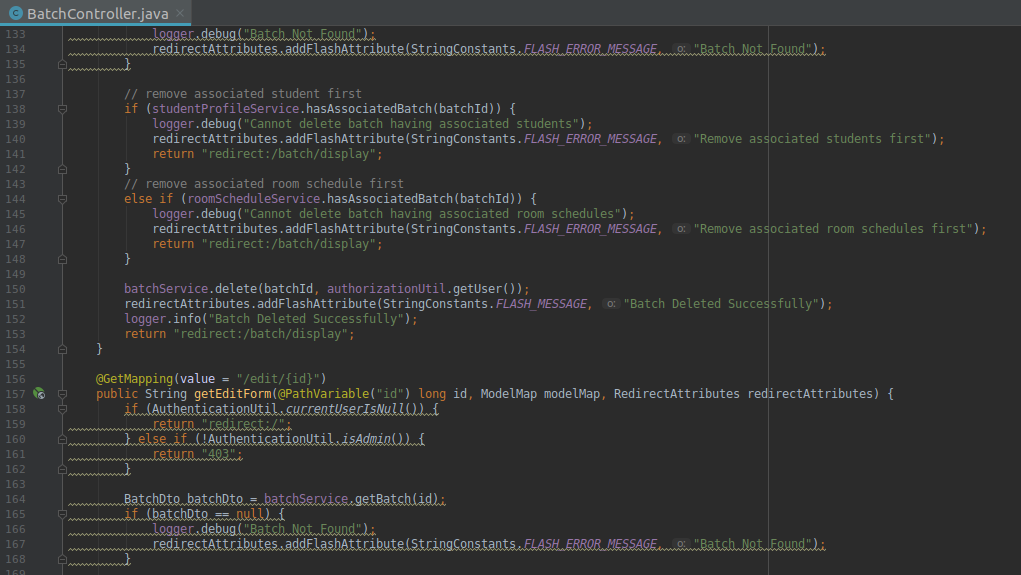 BatchController.java
133 logger.debug("Batch Not Found");
134 redirectAttributes.addFlashAttribute(StringConstants.FLASH_ERROR_MESSAGE, o: "Batch Not Found");
135 }
136
137 // remove associated student first
138 if (studentProfileService.hasAssociatedBatch(batchId)) {
139 logger.debug("Cannot delete batch having associated students");
140 redirectAttributes.addFlashAttribute(StringConstants.FLASH_ERROR_MESSAGE, o: "Remove associated students first");
141 return "redirect:/batch/display";
142 }
143 // remove associated room schedule first
144 else if (roomScheduleService.hasAssociatedBatch(batchId)) {
145 logger.debug("Cannot delete batch having associated room schedules");
146 redirectAttributes.addFlashAttribute(StringConstants.FLASH_ERROR_MESSAGE, o: "Remove associated room schedules first");
147 return "redirect:/batch/display";
148 }
149
150 batchService.delete(batchId, authorizationUtil.getUser());
151 redirectAttributes.addFlashAttribute(StringConstants.FLASH_MESSAGE, o: "Batch Deleted Successfully");
152 logger.info("Batch Deleted Successfully");
153 return "redirect:/batch/display";
154 }
155
156 @GetMapping(value = "/edit/{id}")
157 public String getEditForm(@PathVariable("id") long id, ModelMap modelMap, RedirectAttributes redirectAttributes) {
158 if (AuthenticationUtil.currentUserIsNull()) {
159 return "redirect:/";
160 } else if (!AuthenticationUtil.isAdmin()) {
161 return "403";
162 }
163
164 BatchDto batchDto = batchService.getBatch(id);
165 if (batchDto == null) {
166 logger.debug("Batch Not Found");
167 redirectAttributes.addFlashAttribute(StringConstants.FLASH_ERROR_MESSAGE, o: "Batch Not Found");
168 }
169